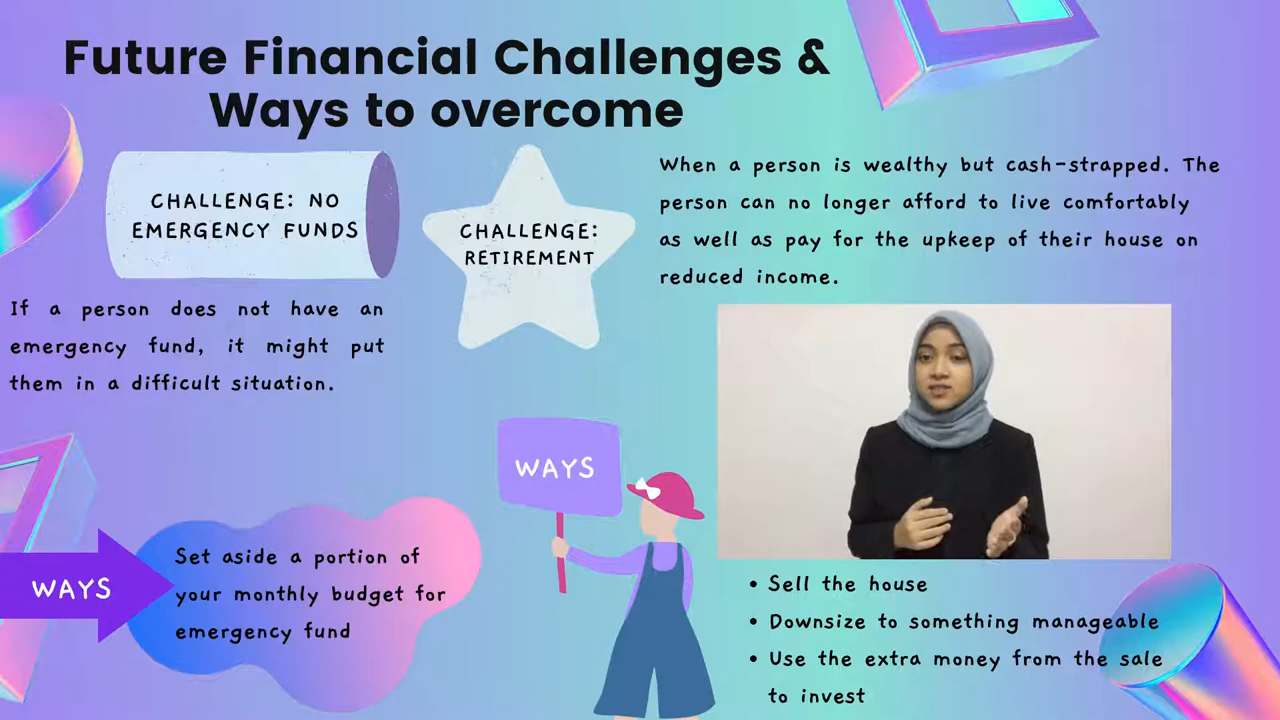 Future Financial Challenges &
Ways to overcome
CHALLENGE: NO
EMERGENCY FUNDS
If a person does not have an
emergency fund, it might put
them in a difficult situation.
WAYS
Set aside a portion of
your monthly budget for
emergency fund
CHALLENGE:
RETIREMENT
When a person is wealthy but cash-strapped. The
person can no longer afford to live comfortably
as well as pay for the upkeep of their house on
reduced income.
WAYS
• Sell the house
• Downsize to something manageable
• Use the extra money from the sale
to invest